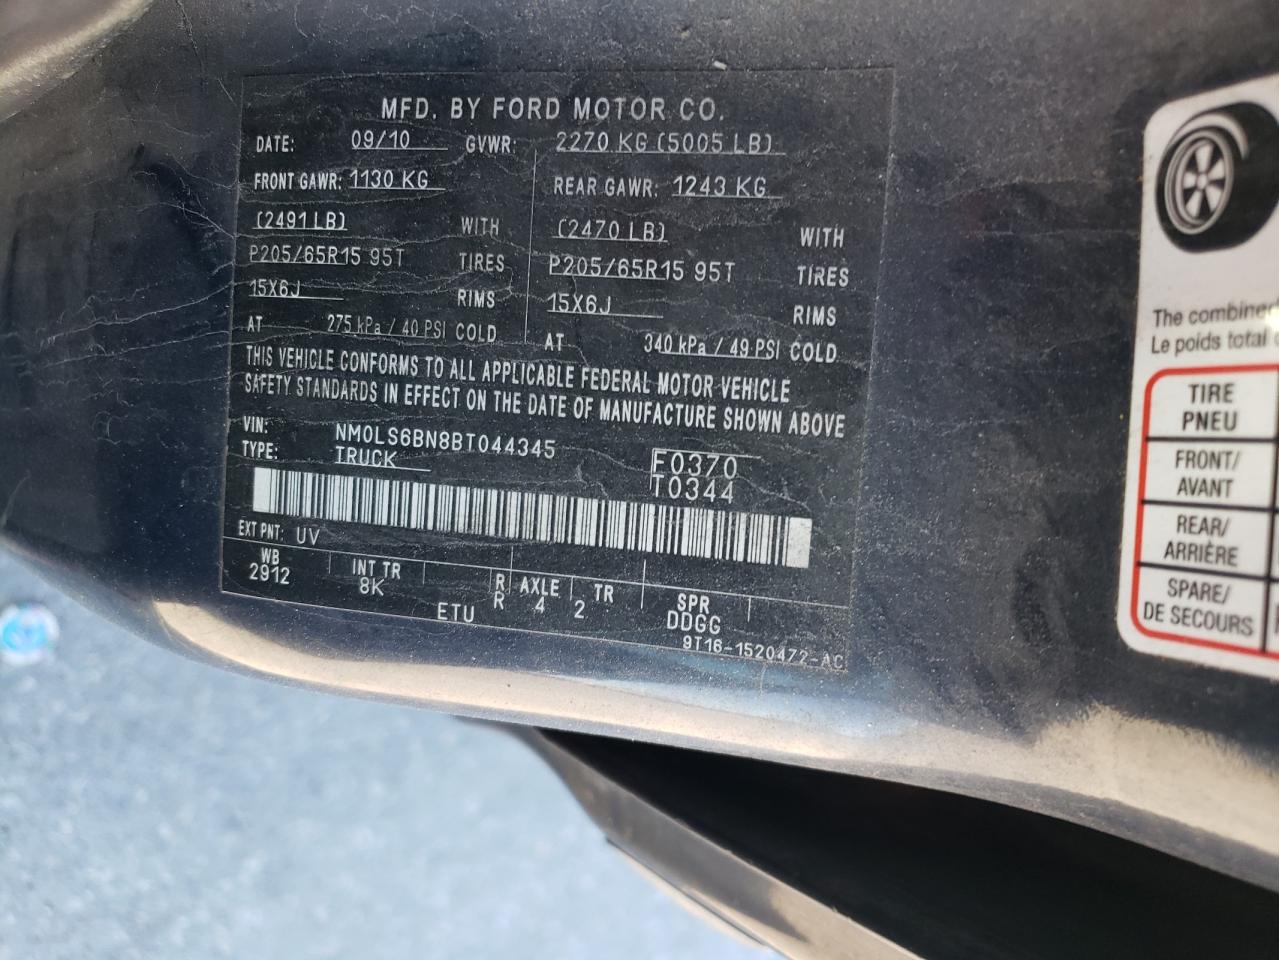 MFD. BY FORD MOTOR CO.
DATE: 09/10 GVWR: 2270 KG (5005 LB)
FRONT GAWR: 1130 KG REAR GAWR: 1243 KG
(2491 LB) WITH (2470 LB) WITH
P205/65R15 95T TIRES P205/65R15 95T TIRES
15X6J RIMS 15X6J RIMS
AT 275 kPa / 40 PSI COLD AT 340 kPa / 49 PSI COLD
THIS VEHICLE CONFORMS TO ALL APPLICABLE FEDERAL MOTOR VEHICLE
SAFETY STANDARDS IN EFFECT ON THE DATE OF MANUFACTURE SHOWN ABOVE
VIN: NM0LS6BN8BT044345
TYPE: TRUCK F0370
T0344
EXT PNT: UV
WB INT TR R AXLE TR SPR
2912 8K R 4 2 DDGG
ETU
9T16-1520472-AC
The combined
Le poids total
TIRE
PNEU
FRONT/
AVANT
REAR/
ARRIÈRE
SPARE/
DE SECOURS